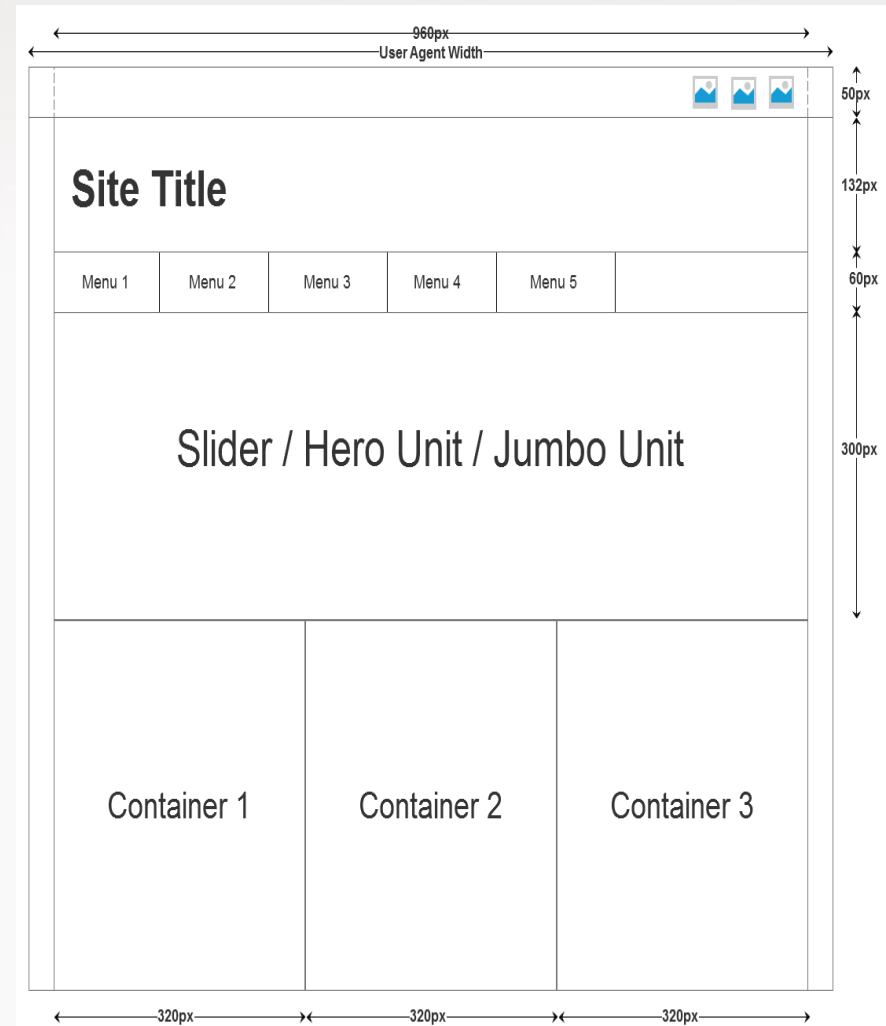 960px
User Agent Width
50px
Site Title
132px
Menu 1 Menu 2 Menu 3 Menu 4 Menu 5
60px
Slider / Hero Unit / Jumbo Unit
300px
Container 1 Container 2 Container 3
320px 320px 320px